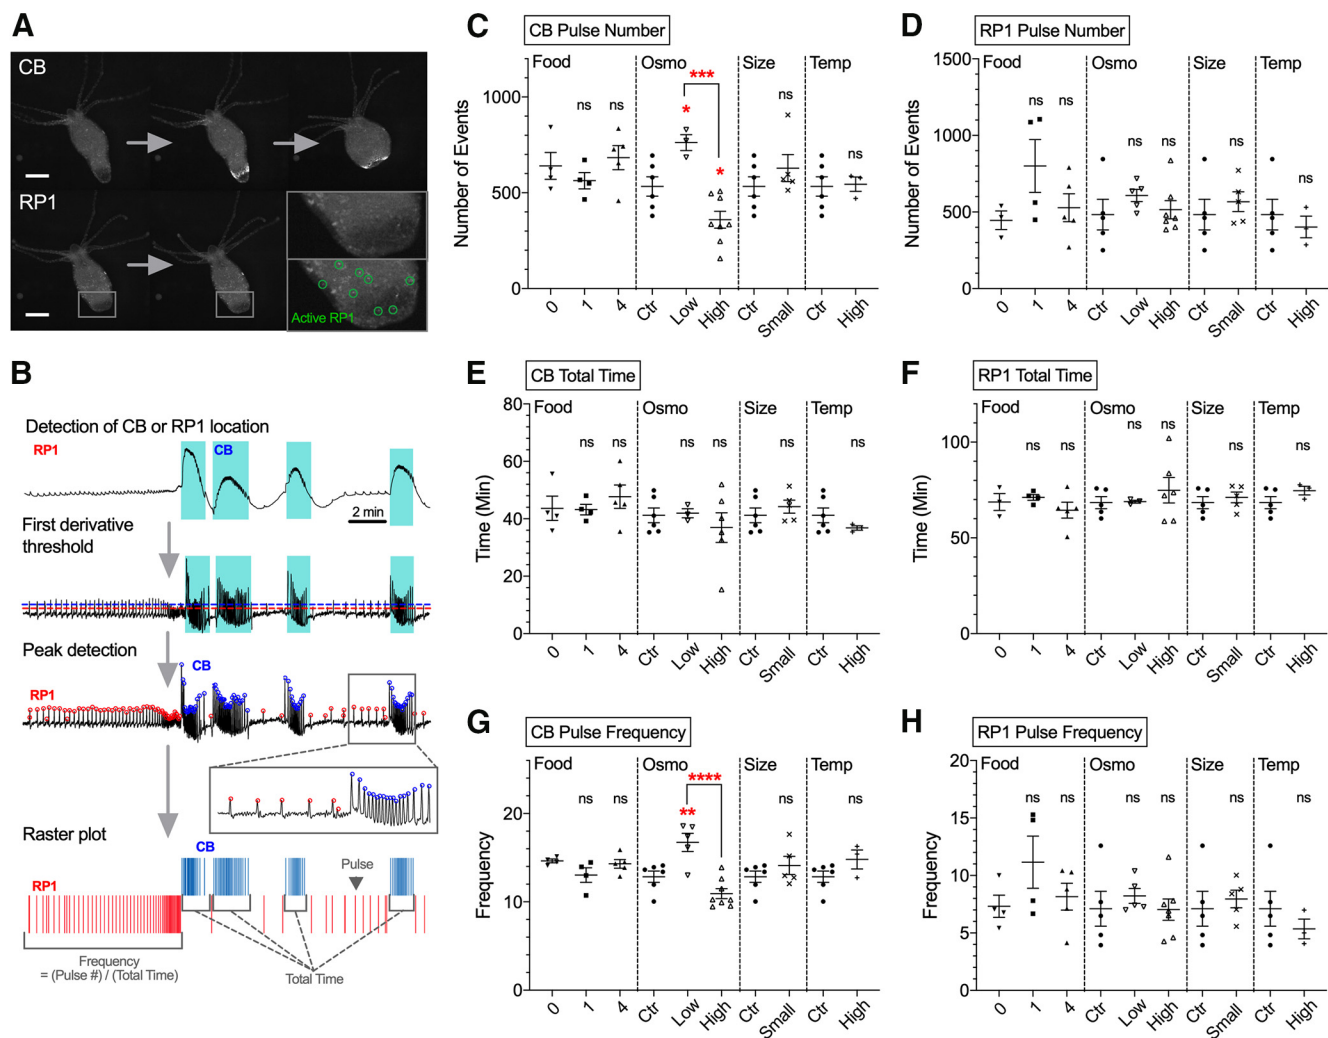 A
CB
RP1
Active RP1
B
Detection of CB or RP1 location
RP1
CB
2 min
First derivative
threshold
Peak detection
CB
RP1
Raster plot
CB
Pulse
RP1
Frequency
= (Pulse #) / (Total Time)
Total Time
C
CB Pulse Number
Food
Osmo
Size
Temp
***
ns
ns
*
*
ns
ns
1000
500
0
Number of Events
0
1
4
Ctr
Low
High
Ctr
Small
Ctr
High
D
RP1 Pulse Number
Food
Osmo
Size
Temp
ns
ns
ns
ns
ns
ns
1500
1000
500
0
Number of Events
0
1
4
Ctr
Low
High
Ctr
Small
Ctr
High
E
CB Total Time
Food
Osmo
Size
Temp
ns
ns
ns
ns
ns
ns
80
60
40
20
0
Time (Min)
0
1
4
Ctr
Low
High
Ctr
Small
Ctr
High
F
RP1 Total Time
Food
Osmo
Size
Temp
ns
ns
ns
ns
ns
ns
100
50
0
Time (Min)
0
1
4
Ctr
Low
High
Ctr
Small
Ctr
High
G
CB Pulse Frequency
Food
Osmo
Size
Temp
****
ns
ns
**
ns
ns
20
10
0
Frequency
0
1
4
Ctr
Low
High
Ctr
Small
Ctr
High
H
RP1 Pulse Frequency
Food
Osmo
Size
Temp
ns
ns
ns
ns
ns
ns
20
15
10
5
0
Frequency
0
1
4
Ctr
Low
High
Ctr
Small
Ctr
High